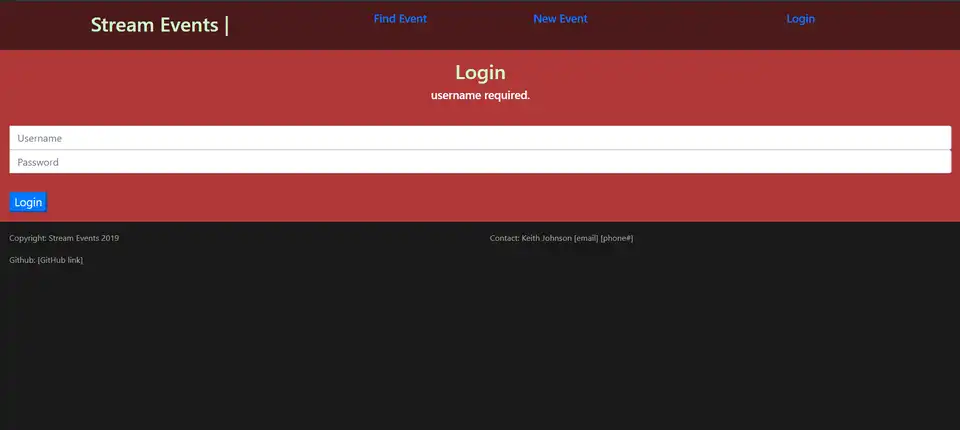 Stream Events | Find Event New Event Login
Login
username required.
Username
Password
Login
Copyright: Stream Events 2019 Contact: Keith Johnson [email] [phone#]
Github: [GitHub link]